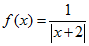 f(x) = 1/|x+2|